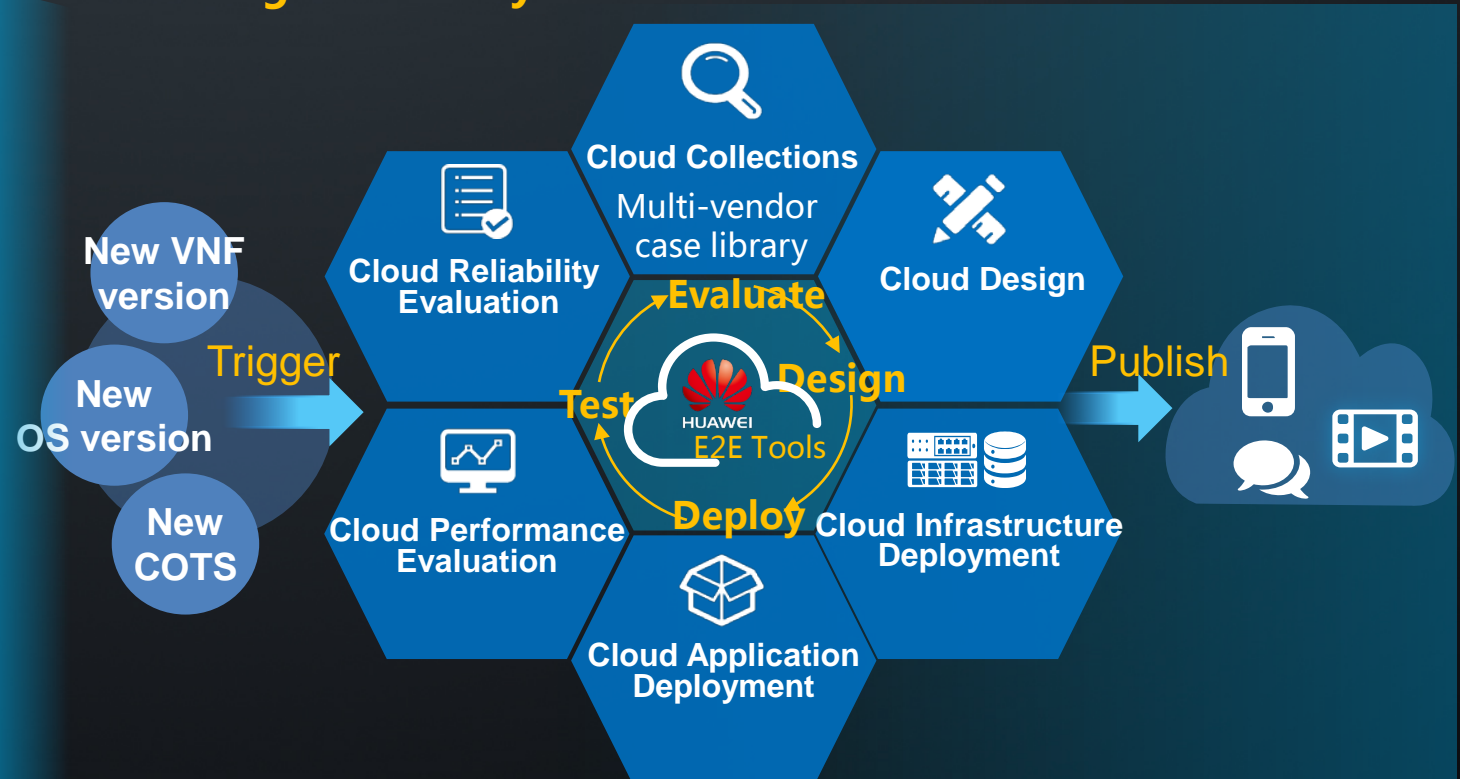 Cloud Collections
Multi-vendor
case library
Cloud Reliability
Evaluation
Cloud Design
New VNF
version
New
OS version
New
COTS
Trigger
Evaluate
Design
Test
Deploy
HUAWEI
E2E Tools
Publish
Cloud Performance
Evaluation
Cloud Infrastructure
Deployment
Cloud Application
Deployment